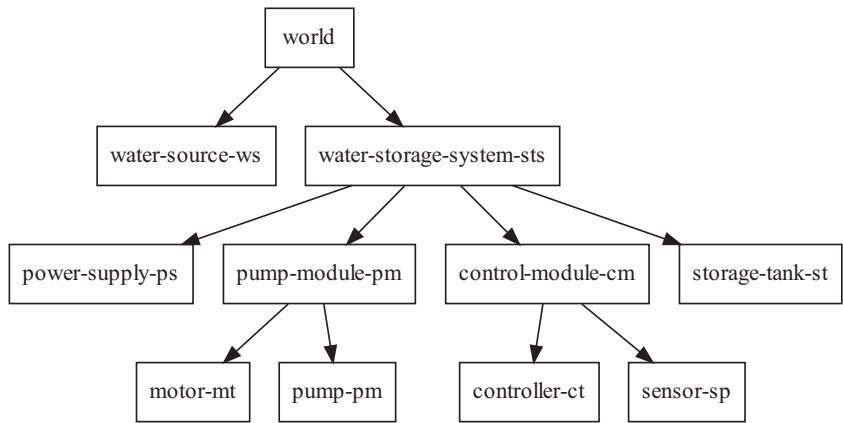 world
water-source-ws
water-storage-system-sts
power-supply-ps
pump-module-pm
control-module-cm
storage-tank-st
motor-mt
pump-pm
controller-ct
sensor-sp